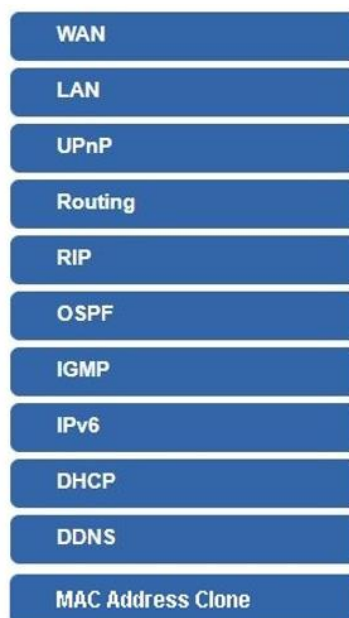 WAN
LAN
UPnP
Routing
RIP
OSPF
IGMP
IPv6
DHCP
DDNS
MAC Address Clone